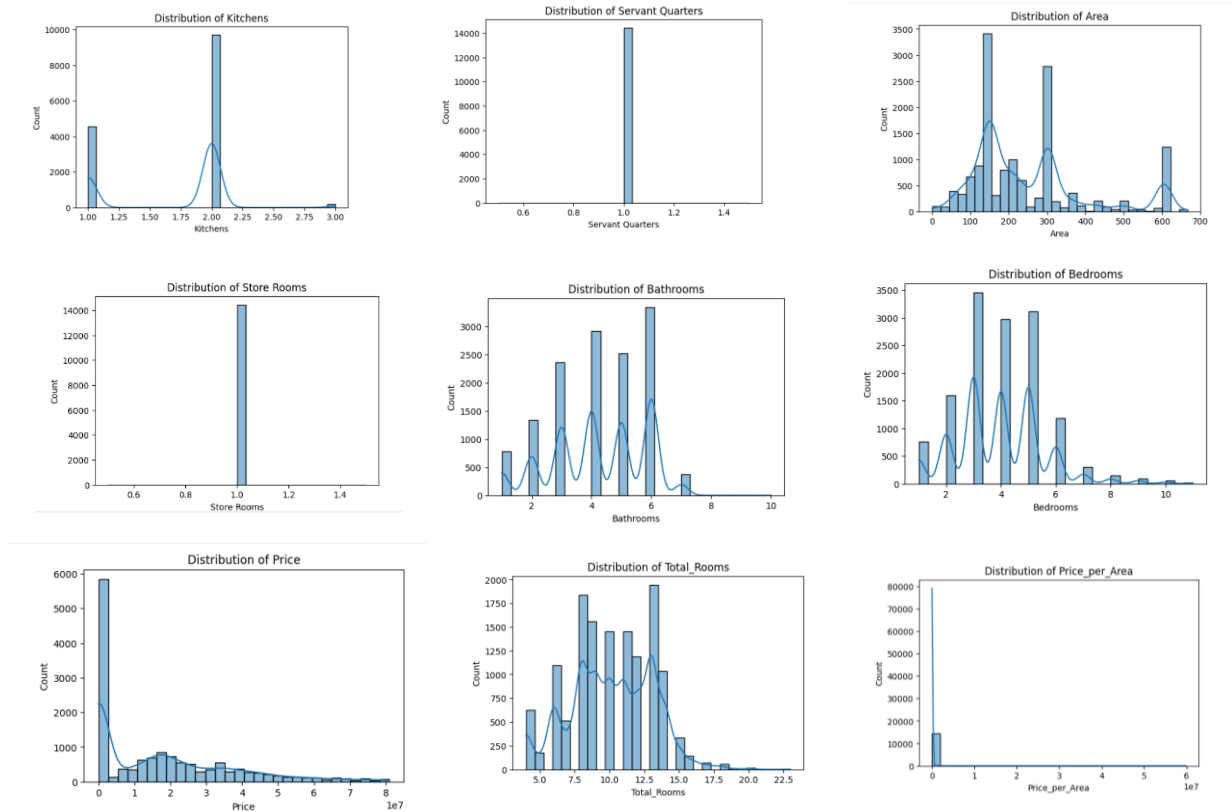 Distribution of Kitchens
10000
8000
6000
4000
2000
0
Count
1.00 1.25 1.50 1.75 2.00 2.25 2.50 2.75 3.00
Kitchens
Distribution of Servant Quarters
14000
12000
10000
8000
6000
4000
2000
0
Count
0.6 0.8 1.0 1.2 1.4
Servant Quarters
Distribution of Area
3500
3000
2500
2000
1500
1000
500
0
Count
0 100 200 300 400 500 600 700
Area
Distribution of Store Rooms
14000
12000
10000
8000
6000
4000
2000
0
Count
0.6 0.8 1.0 1.2 1.4
Store Rooms
Distribution of Bathrooms
3000
2500
2000
1500
1000
500
0
Count
2 4 6 8 10
Bathrooms
Distribution of Bedrooms
3500
3000
2500
2000
1500
1000
500
0
Count
2 4 6 8 10
Bedrooms
Distribution of Price
6000
5000
4000
3000
2000
1000
0
Count
0 1 2 3 4 5 6 7 8
1e7
Price
Distribution of Total_Rooms
2000
1750
1500
1250
1000
750
500
250
0
Count
5.0 7.5 10.0 12.5 15.0 17.5 20.0 22.5
Total_Rooms
Distribution of Price_per_Area
80000
70000
60000
50000
40000
30000
20000
10000
0
Count
0 1 2 3 4 5 6
1e7
Price_per_Area